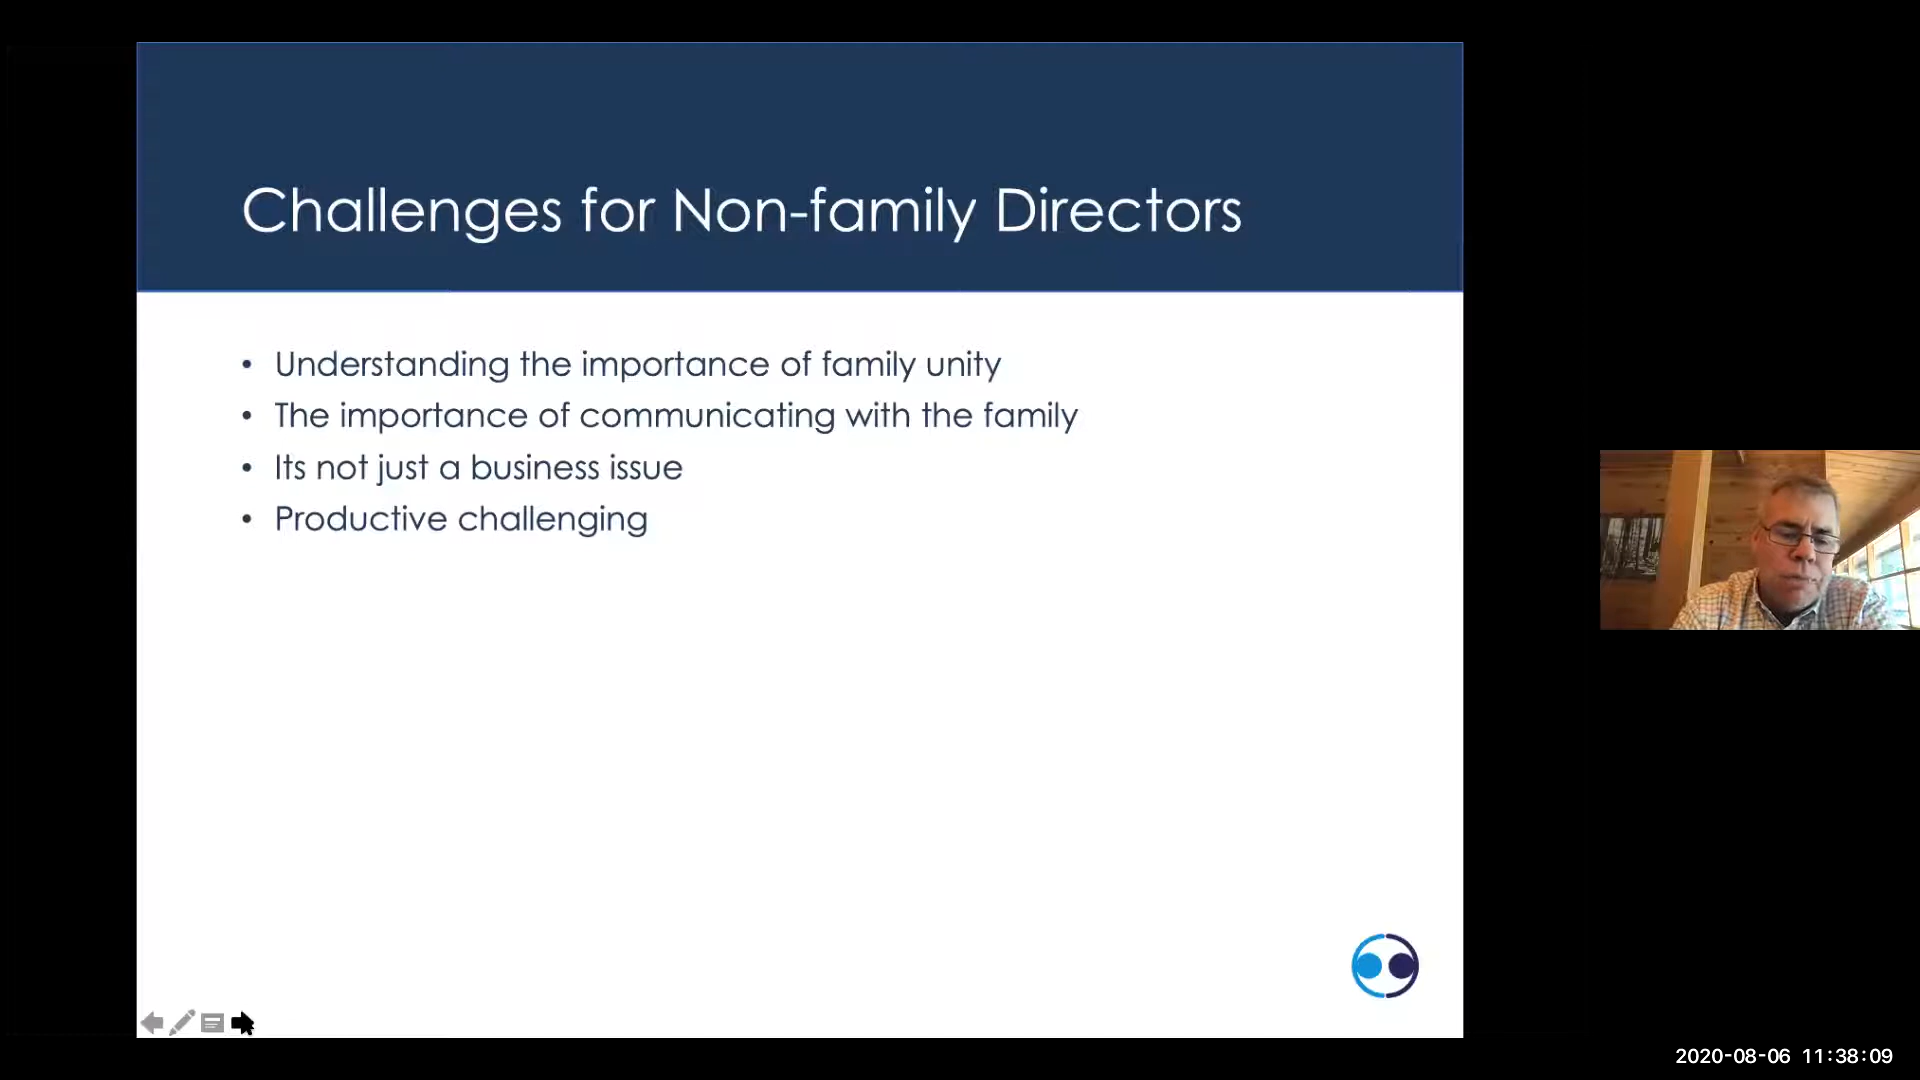 Challenges for Non-family Directors
• Understanding the importance of family unity
• The importance of communicating with the family
• Its not just a business issue
• Productive challenging
2020-08-06 11:38:09